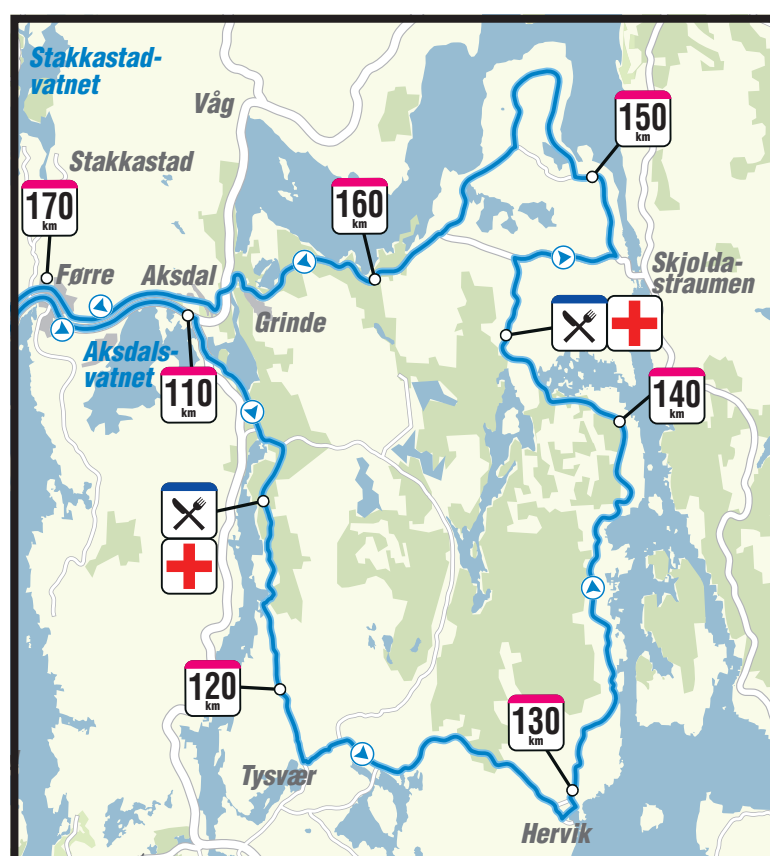 Stakkastad-
vatnet
Våg
150
km
Stakkastad
170
km
160
km
Førre
Aksdal
Skjolda-
straumen
Grinde
Aksdals-
vatnet
110
km
140
km
120
km
130
km
Tysvær
Hervik